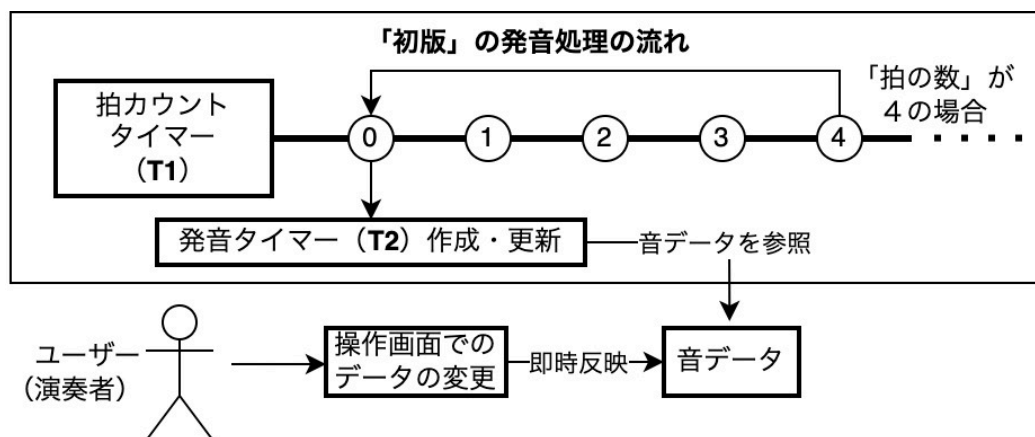 「初版」の発音処理の流れ
拍カウント
タイマー
（T1）
0
1
2
3
4
「拍の数」が
４の場合
発音タイマー（T2）作成・更新
音データを参照
ユーザー
（演奏者）
操作画面での
データの変更
即時反映
音データ